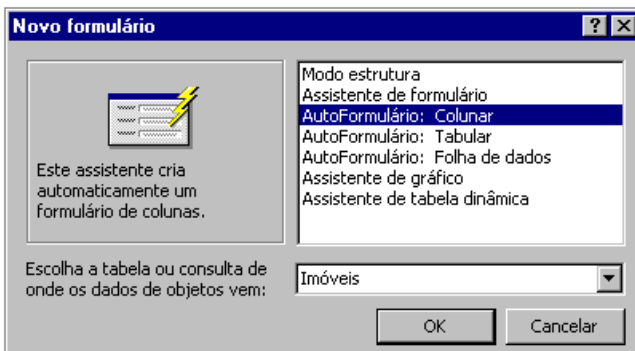 Novo formulário
Modo estrutura
Assistente de formulário
AutoFormulário: Colunar
AutoFormulário: Tabular
AutoFormulário: Folha de dados
Assistente de gráfico
Assistente de tabela dinâmica
Este assistente cria
automaticamente um
formulário de colunas.
Escolha a tabela ou consulta de
onde os dados de objetos vem:
Imóveis
OK
Cancelar